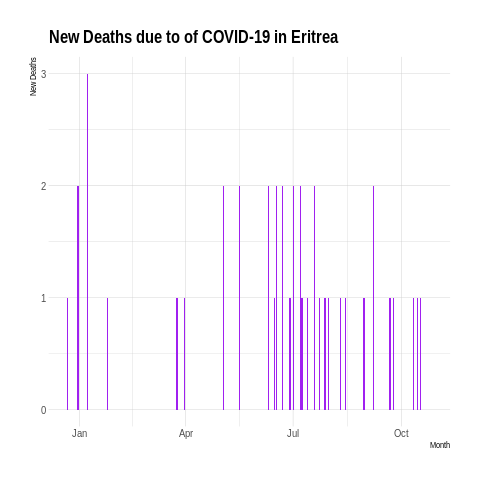 New Deaths due to of COVID-19 in Eritrea
New Deaths
3
2
1
0
Jan Apr Jul Oct
Month